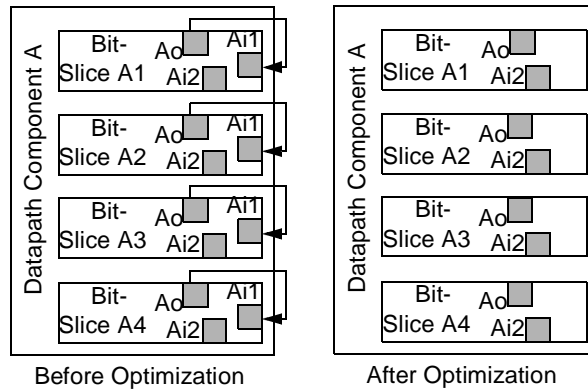 Datapath Component A
Bit-
Slice A1
Ao
Ai1
Ai2
Bit-
Slice A2
Ao
Ai1
Ai2
Bit-
Slice A3
Ao
Ai1
Ai2
Bit-
Slice A4
Ao
Ai1
Ai2
Before Optimization
Datapath Component A
Bit-
Slice A1
Ao
Ai2
Bit-
Slice A2
Ao
Ai2
Bit-
Slice A3
Ao
Ai2
Bit-
Slice A4
Ao
Ai2
After Optimization